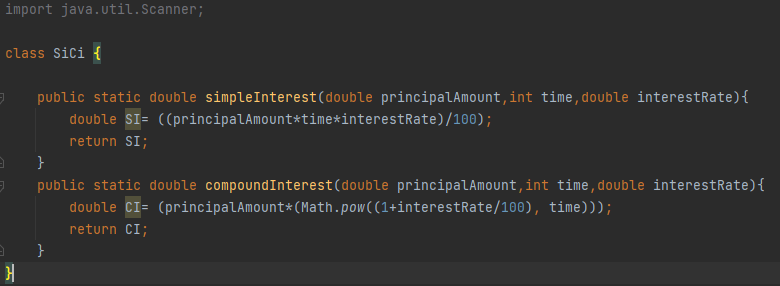 import java.util.Scanner;
class SiCi {
public static double simpleInterest(double principalAmount,int time,double interestRate){
double SI= ((principalAmount*time*interestRate)/100);
return SI;
}
public static double compoundInterest(double principalAmount,int time,double interestRate){
double CI= (principalAmount*(Math.pow((1+interestRate/100), time)));
return CI;
}
}